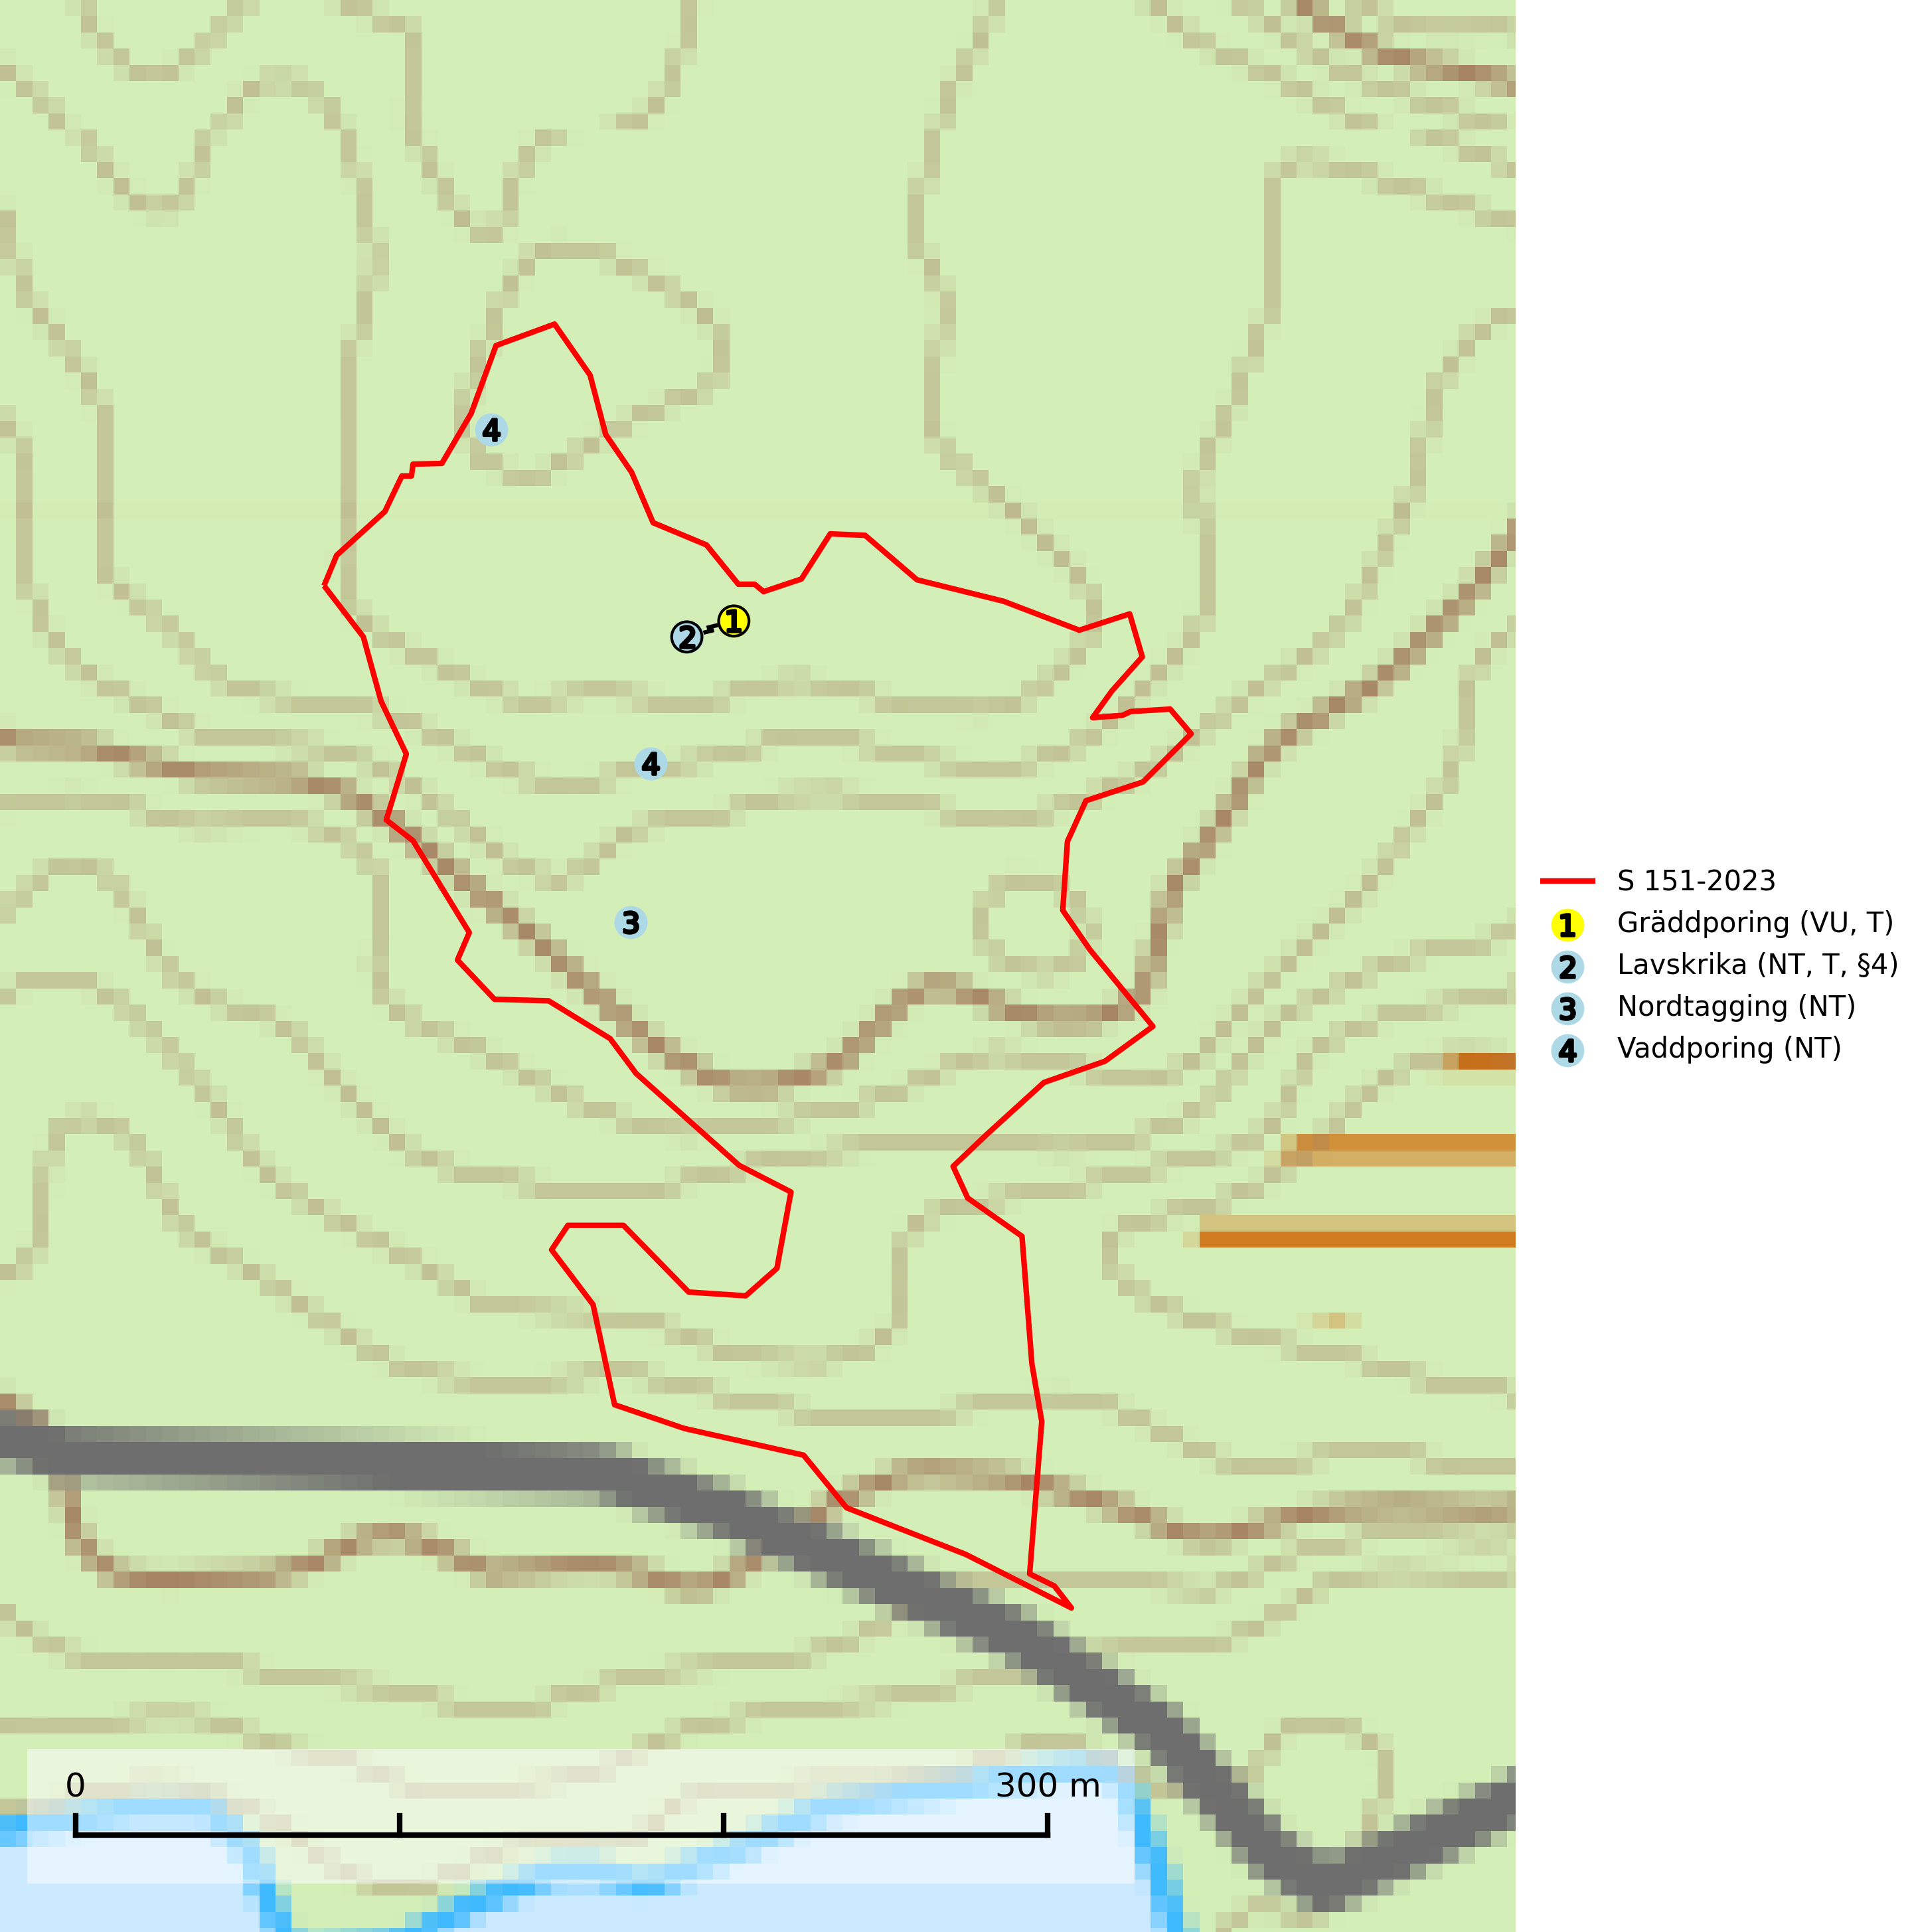 4
1
2
4
3
S 151-2023
1 Gräddporing (VU, T)
2 Lavskrika (NT, T, §4)
3 Nordtagging (NT)
4 Vaddporing (NT)
0 300 m